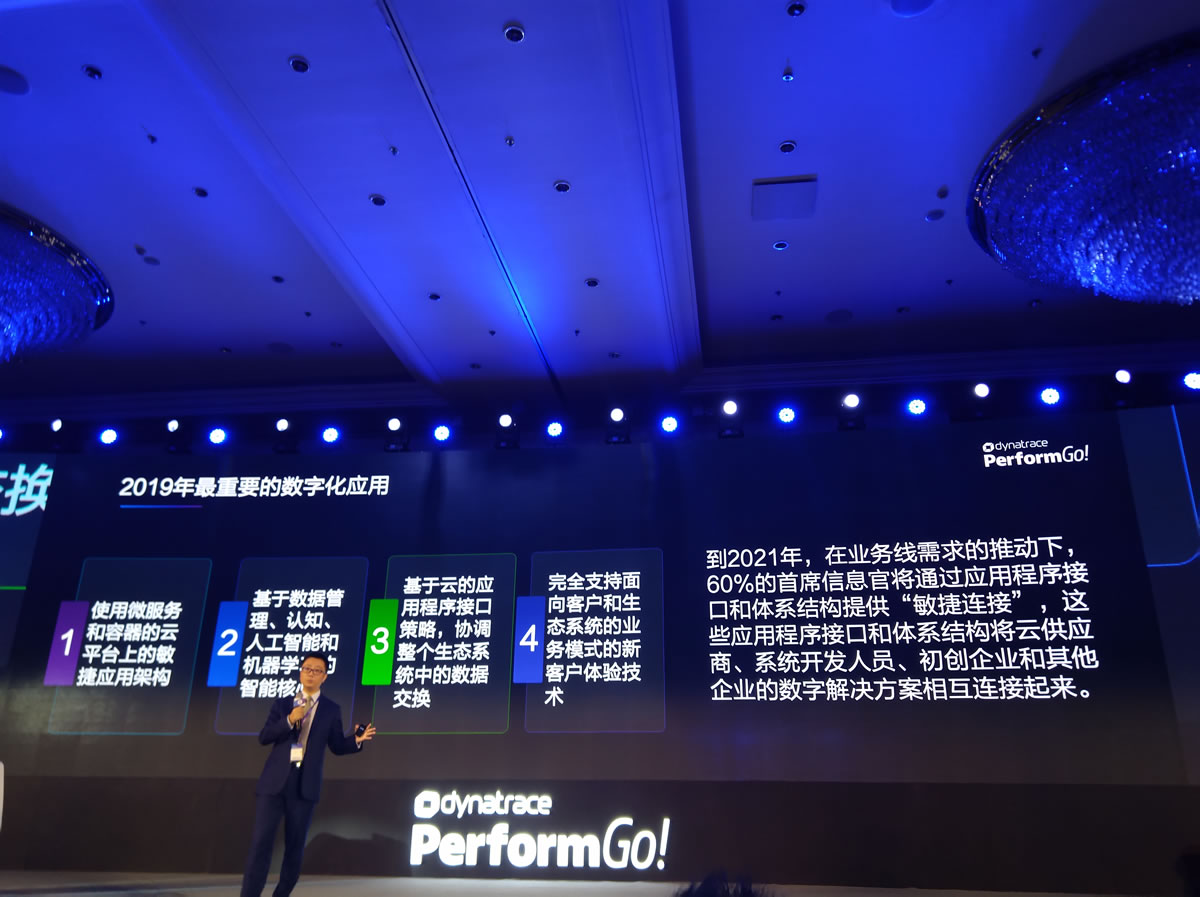 换
2019年最重要的数字化应用
dynatrace
PerformGo!
1
使用微服务
和容器的云
平台上的敏
捷应用架构
2
基于数据管
理、认知、
人工智能和
机器学 的
智能核
3
基于云的应
用程序接口
策略，协调
整个生态系
统中的数据
交换
4
完全支持面
向客户和生
态系统的业
务模式的新
客户体验技
术
到2021年，在业务线需求的推动下，
60%的首席信息官将通过应用程序接
口和体系结构提供“敏捷连接”，这
些应用程序接口和体系结构将云供应
商、系统开发人员、初创企业和其他
企业的数字解决方案相互连接起来。
dynatrace
PerformGo!